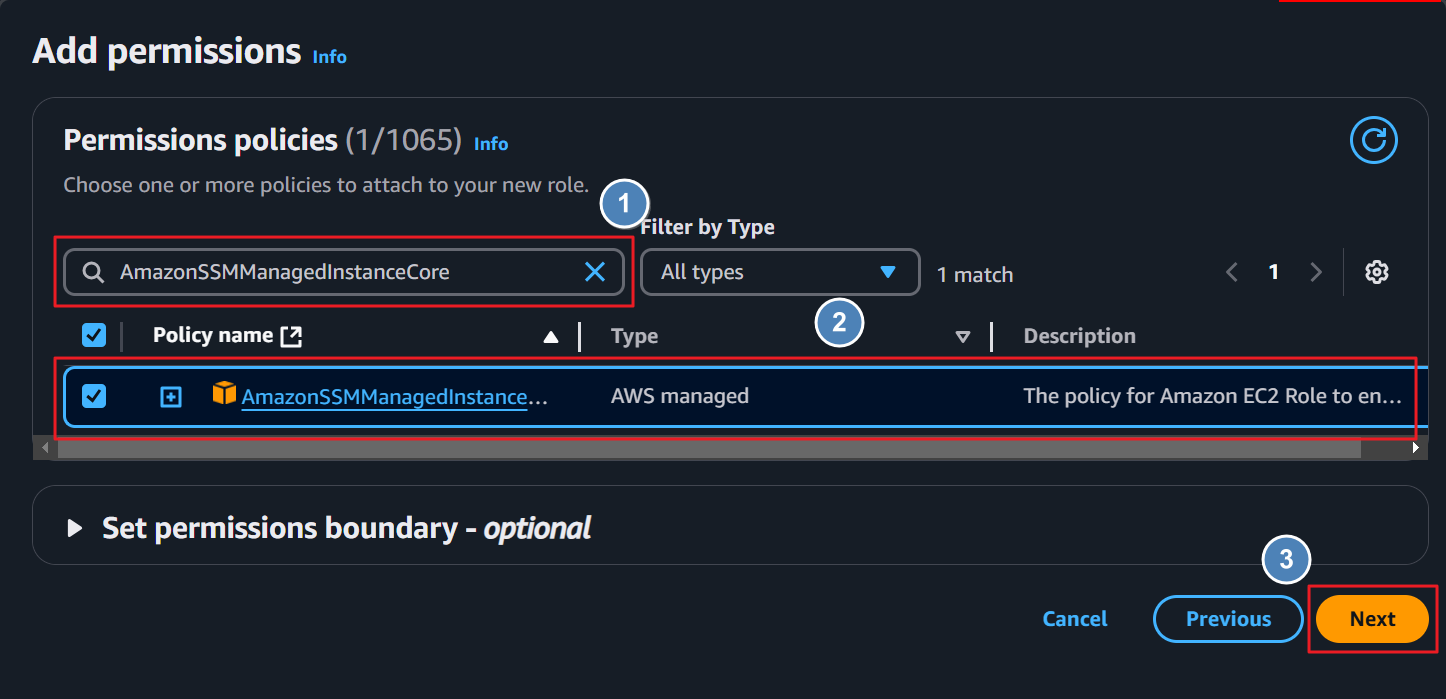 Add permissions Info
Permissions policies (1/1065) Info
Choose one or more policies to attach to your new role.
1
Filter by Type
AmazonSSMManagedInstanceCore
All types
1 match
1
2
Policy name
Type
Description
AmazonSSMManagedInstance...
AWS managed
The policy for Amazon EC2 Role to en...
Set permissions boundary - optional
3
Cancel
Previous
Next